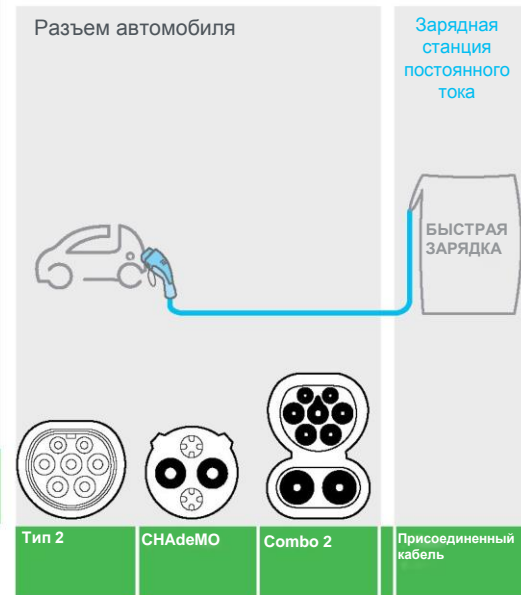 Разъем автомобиля
Зарядная
станция
постоянного
тока
БЫСТРАЯ
ЗАРЯДКА
Тип 2
CHAdeMO
Combo 2
Присоединенный
кабель